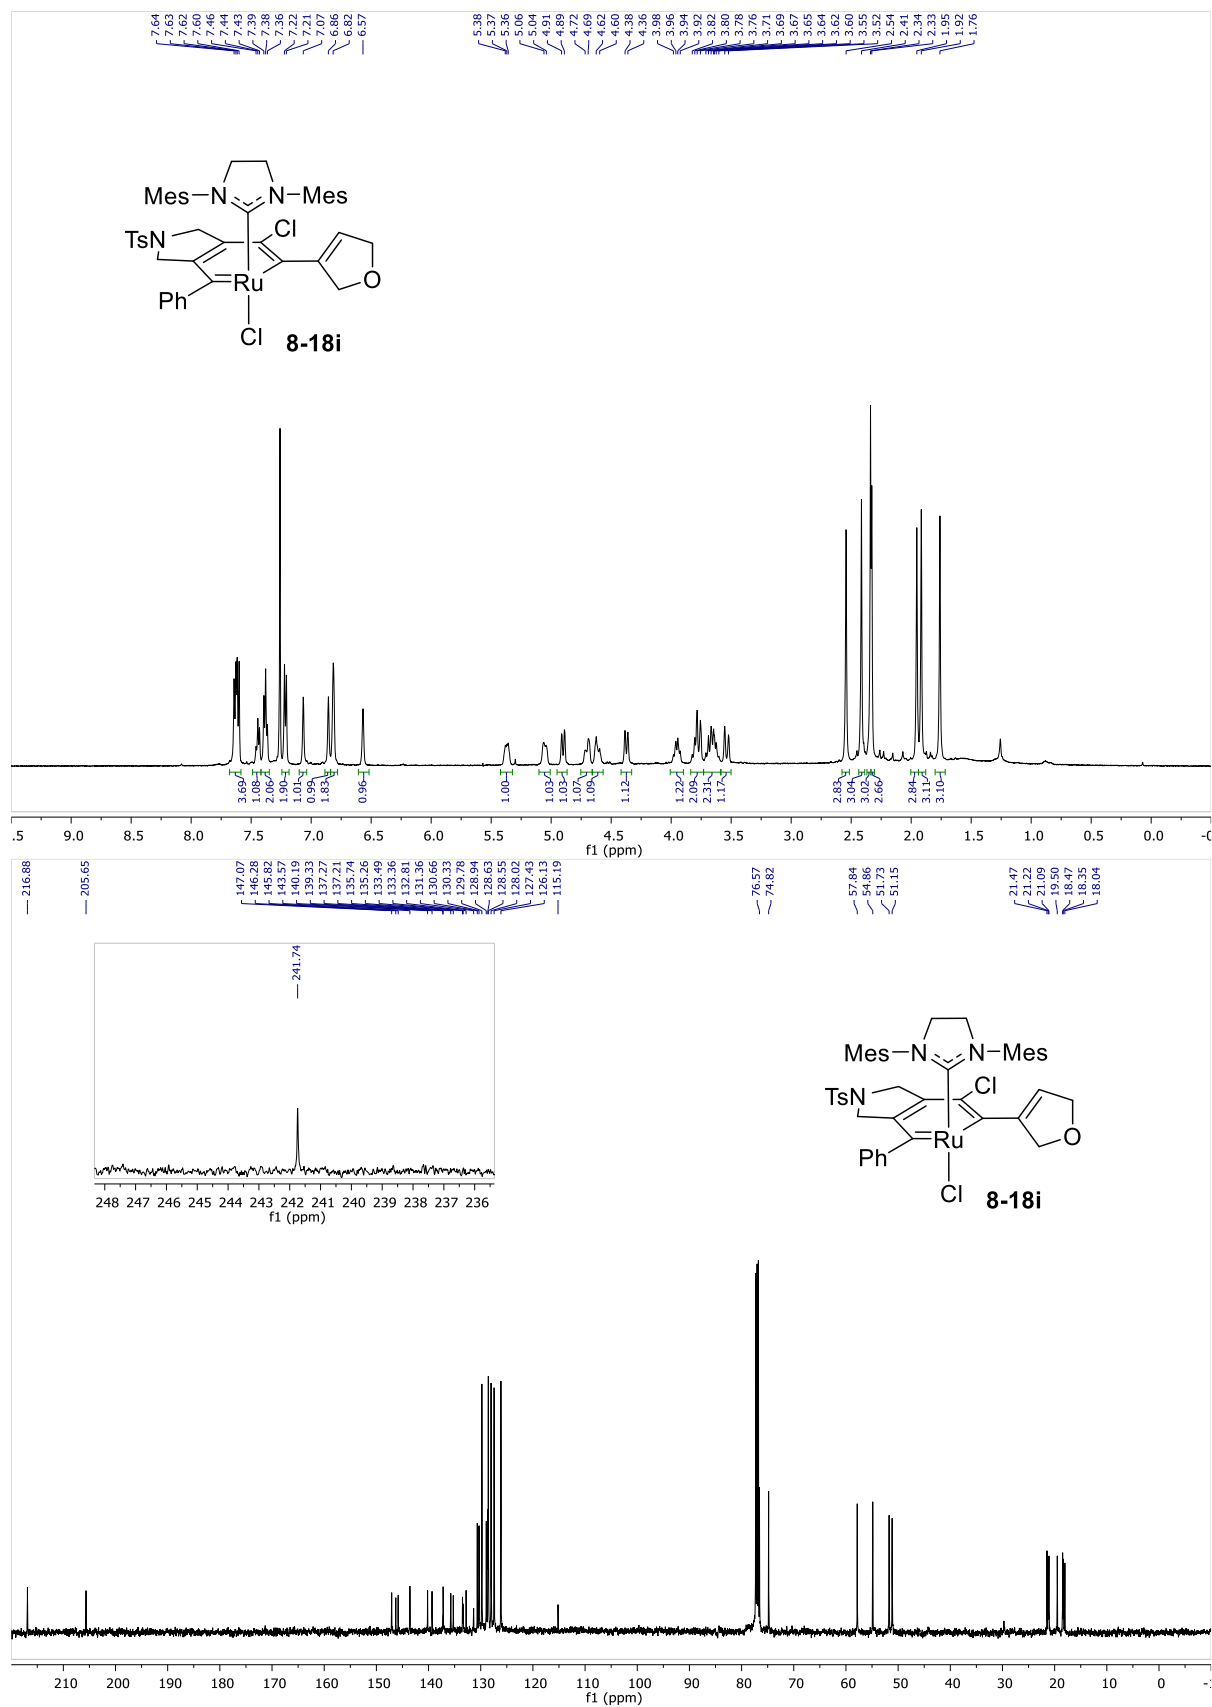 7.64 7.63 7.62 7.60 7.46 7.44 7.43 7.39 7.38 7.36 7.22 7.21 7.07 6.86 6.82 6.57 5.38 5.37 5.36 5.06 5.04 4.91 4.89 4.72 4.69 4.62 4.60 4.38 4.36 3.98 3.96 3.94 3.92 3.82 3.80 3.78 3.76 3.71 3.69 3.67 3.65 3.64 3.62 3.60 3.55 3.52 2.54 2.41 2.34 2.33 1.95 1.92 1.76
Mes N N Mes
TsN Cl
Ru O
Ph
Cl 8-18i
3.69 1.08 2.06 1.90 1.01 0.99 1.83 0.96 1.00 1.03 1.03 1.07 1.09 1.12 1.22 2.09 2.31 1.17 2.83 3.04 3.02 2.66 2.84 3.11 3.10
.5 9.0 8.5 8.0 7.5 7.0 6.5 6.0 5.5 5.0 4.5 4.0 3.5 3.0 2.5 2.0 1.5 1.0 0.5 0.0 -0
f1 (ppm)
216.88 205.65 147.07 146.28 145.82 143.57 140.19 139.33 137.27 137.21 135.74 135.26 133.49 133.36 132.81 131.36 130.66 130.33 129.78 128.94 128.63 128.55 128.02 127.43 126.13 115.19 76.57 74.82 57.84 54.86 51.73 51.15 21.47 21.22 21.09 19.50 18.47 18.35 18.04
241.74
248 247 246 245 244 243 242 241 240 239 238 237 236
f1 (ppm)
Mes N N Mes
TsN Cl
Ru O
Ph
Cl 8-18i
210 200 190 180 170 160 150 140 130 120 110 100 90 80 70 60 50 40 30 20 10 0 -1
f1 (ppm)